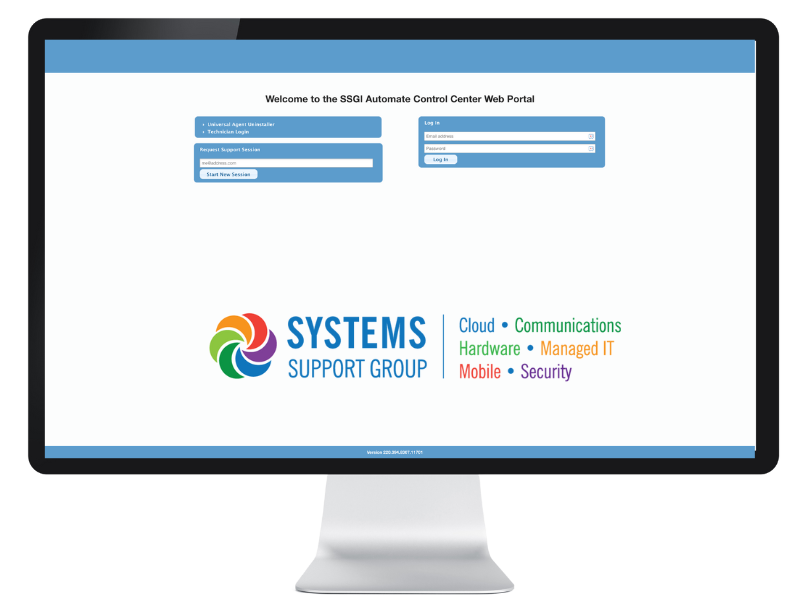 Welcome to the SSGI Automate Control Center Web Portal
Universal Agent Uninstaller
Technician Login
Request Support Session
Start New Session
Log In
Email address
Password
Log In
SYSTEMS
SUPPORT GROUP
Cloud • Communications
Hardware • Managed IT
Mobile • Security